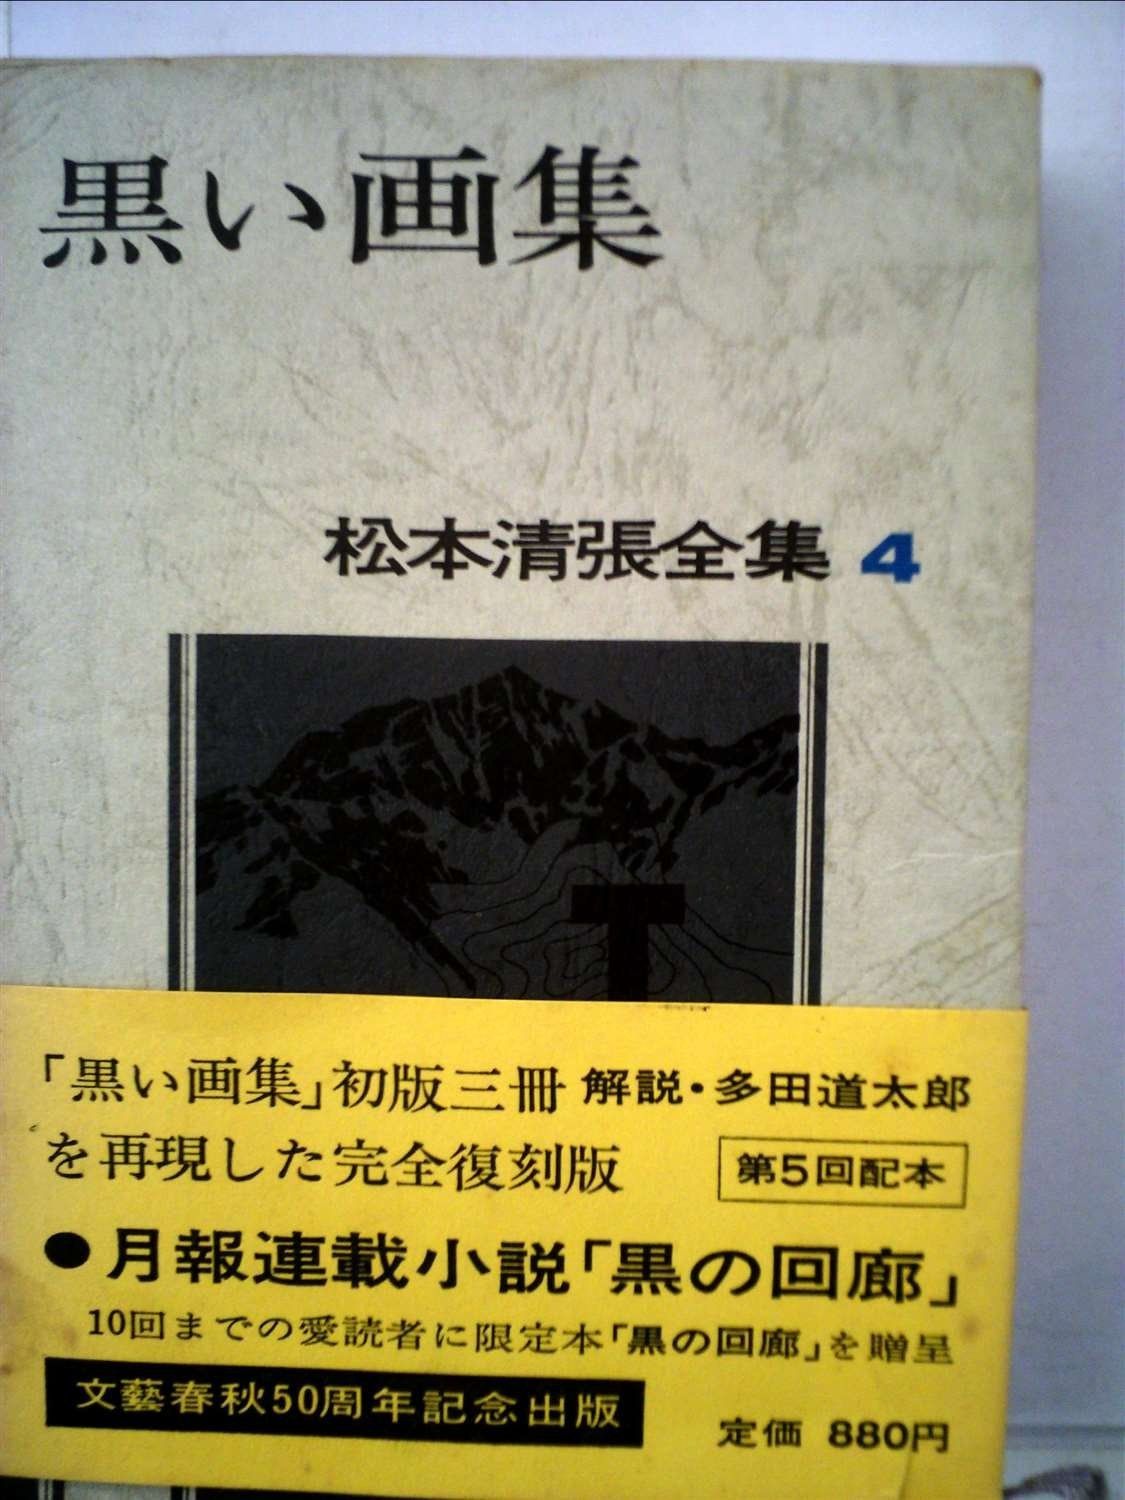 黒い画集
松本清張全集 4
「黒い画集」初版三冊
を再現した完全復刻版
解説・多田道太郎
第5回配本
●月報連載小説「黒の回廊」
10回までの愛読者に限定本「黒の回廊」を贈呈
文藝春秋50周年記念出版
定価 880円